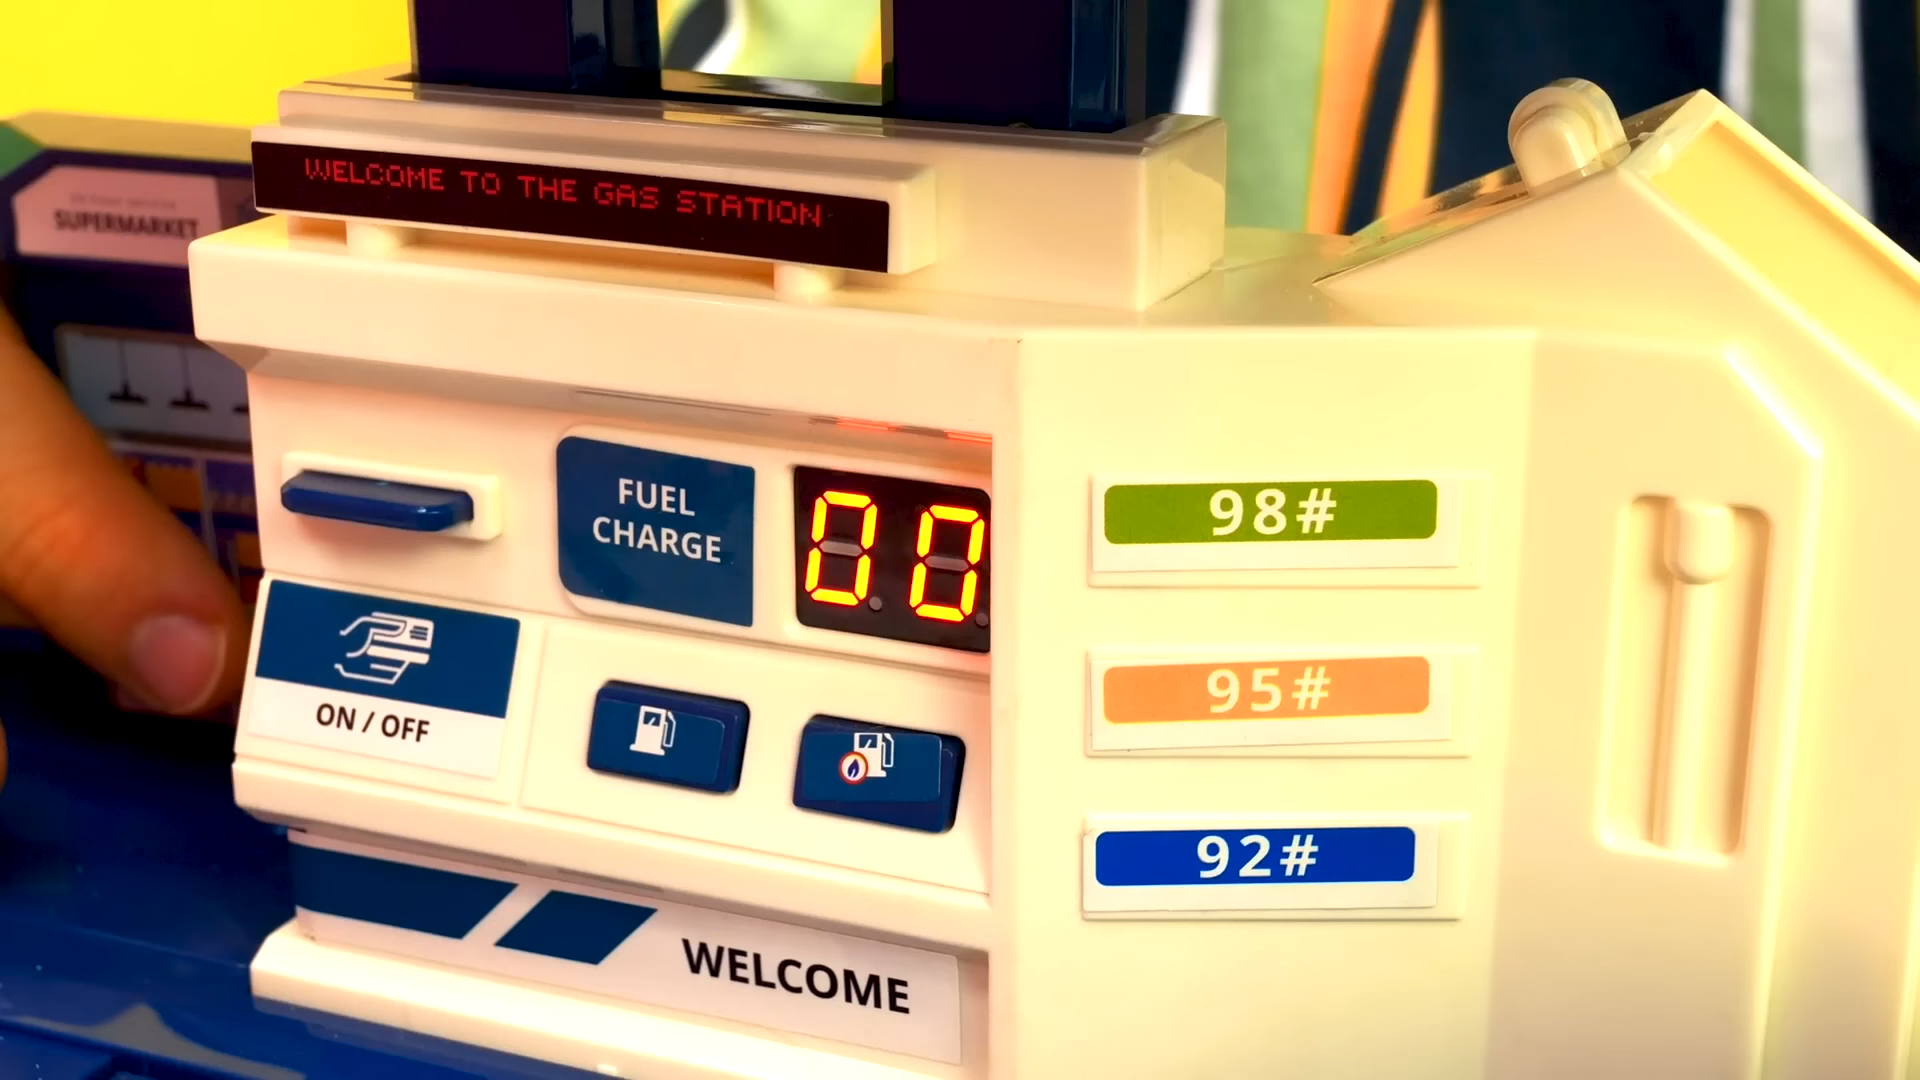 WELCOME TO THE GAS STATION
SUPERMARKET
FUEL
CHARGE
00
ON / OFF
98#
95#
92#
WELCOME